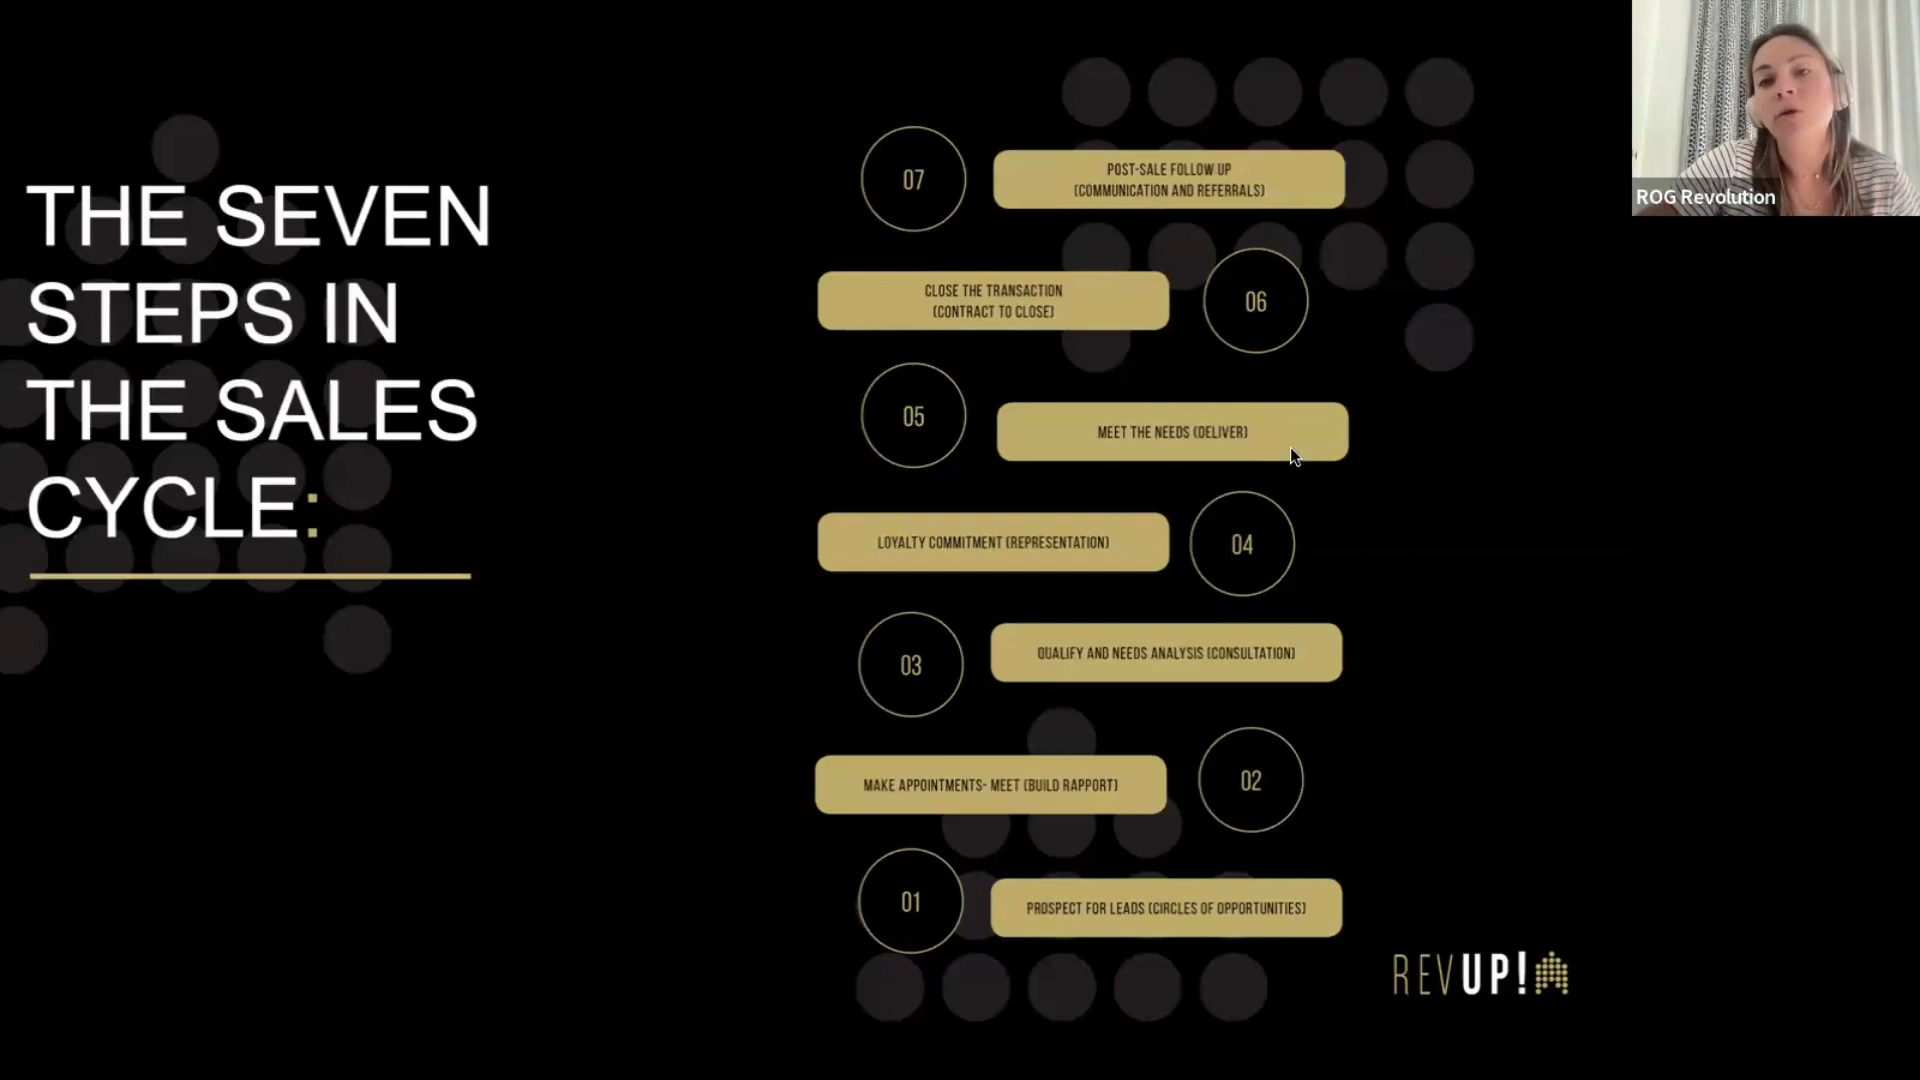 THE SEVEN
STEPS IN
THE SALES
CYCLE:
07
POST-SALE FOLLOW UP
(COMMUNICATION AND REFERRALS)
CLOSE THE TRANSACTION
(CONTRACT TO CLOSE)
06
05
MEET THE NEEDS (DELIVER)
LOYALTY COMMITMENT (REPRESENTATION)
04
03
QUALIFY AND NEEDS ANALYSIS (CONSULTATION)
MAKE APPOINTMENTS- MEET (BUILD RAPPORT)
02
01
PROSPECT FOR LEADS (CIRCLES OF OPPORTUNITIES)
REVUP!
ROG Revolution